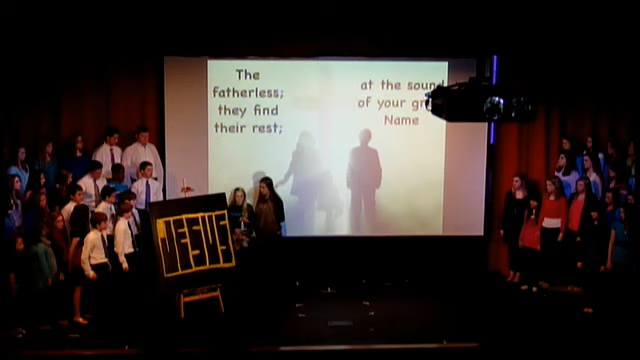 The
fatherless;
they find
their rest;
at the sound
of your
Name
JESUS